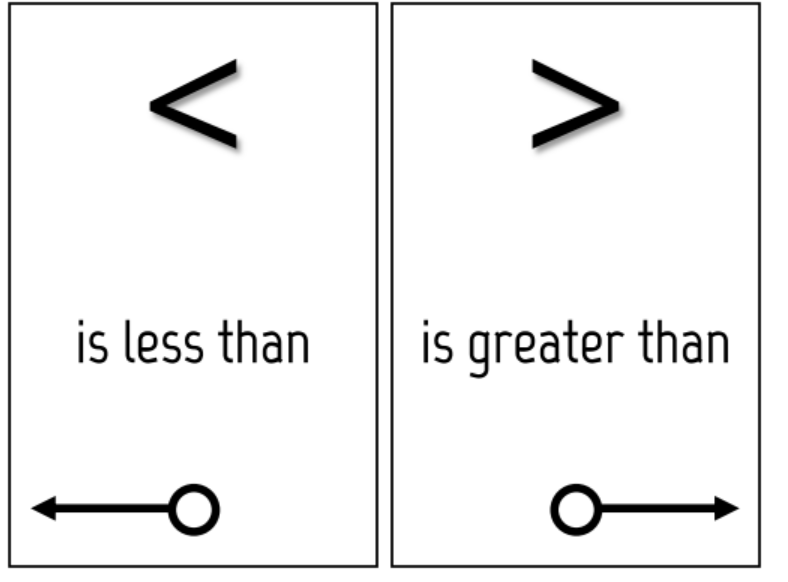 <
is less than
>
is greater than